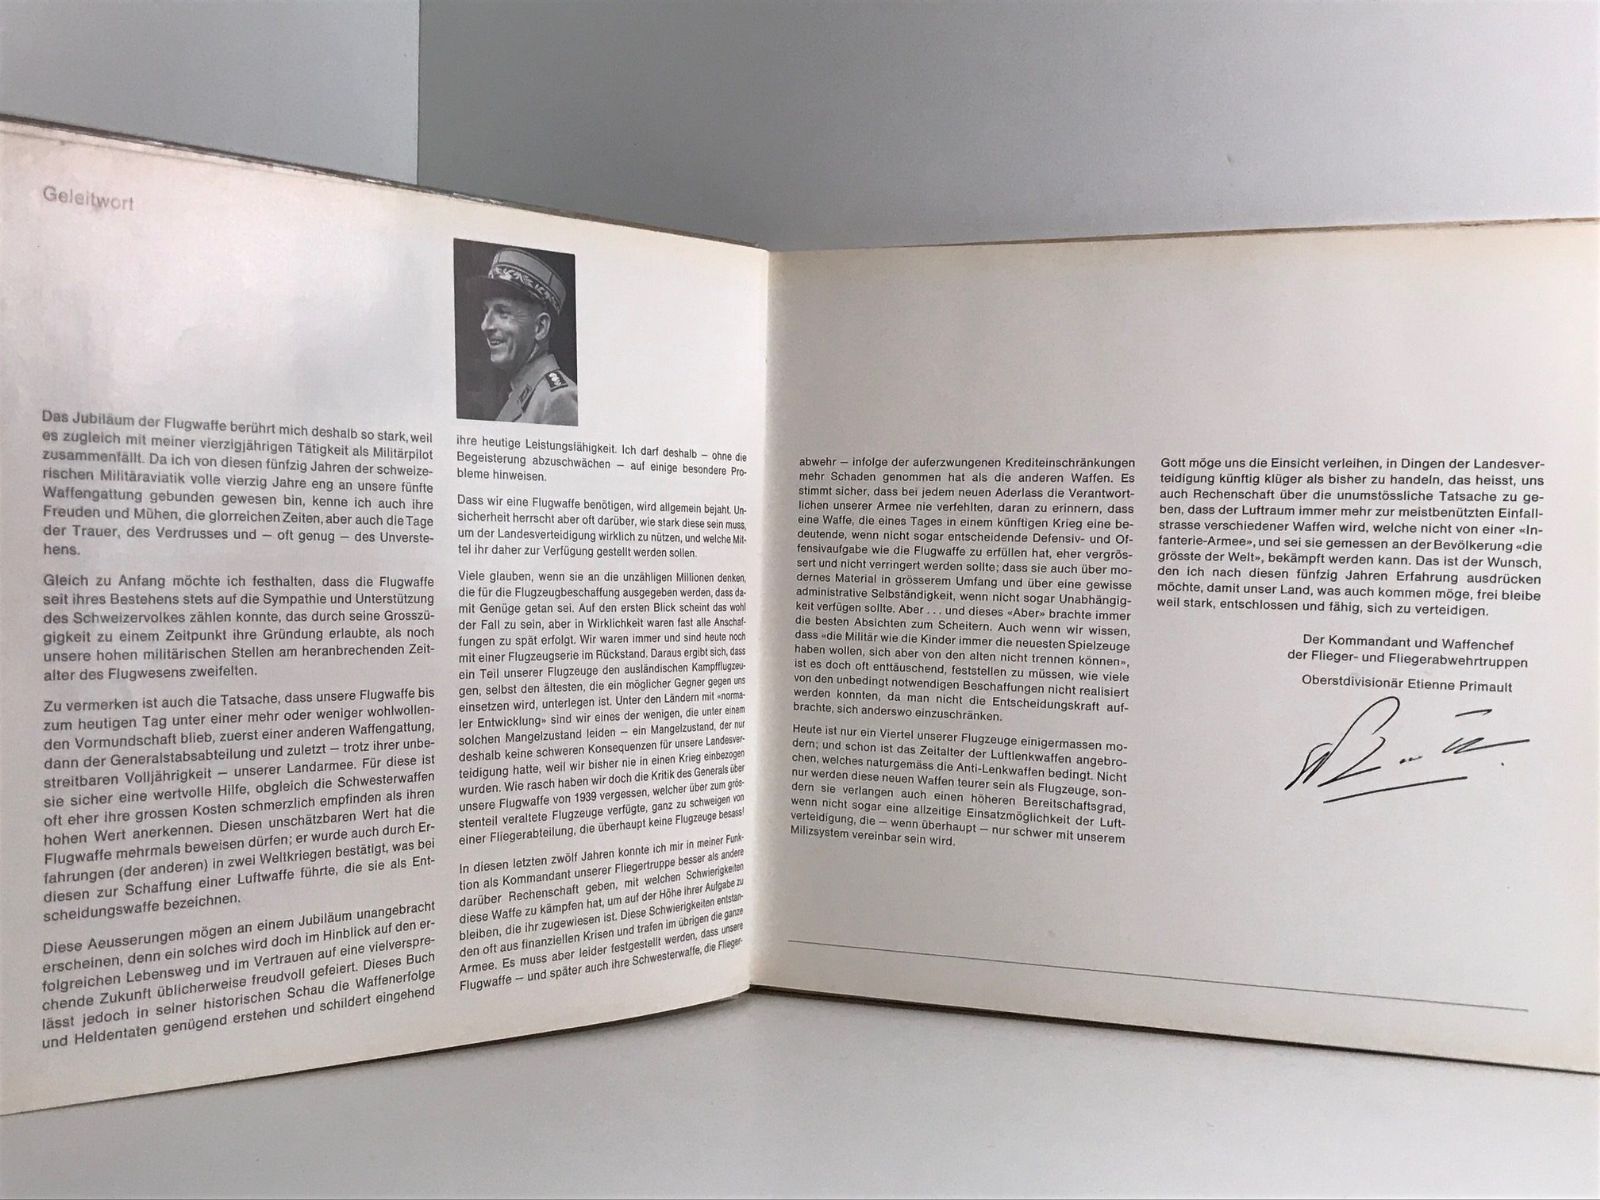 Geleitwort
Das Jubiläum der Flugwaffe berührt mich deshalb so stark, weil
es zugleich mit meiner vierzigjährigen Tätigkeit als Militärpilot
zusammenfällt. Da ich von diesen fünfzig Jahren der schweize-
rischen Militäraviatik volle vierzig Jahre eng an unsere fünfte
Waffengattung gebunden gewesen bin, kenne ich auch ihre
Freuden und Mühen, die glorreichen Zeiten, aber auch die Tage
der Trauer, des Verdrusses und – oft genug – des Unverste-
hens.
Gleich zu Anfang möchte ich festhalten, dass die Flugwaffe
seit ihres Bestehens stets auf die Sympathie und Unterstützung
des Schweizervolkes zählen konnte, das durch seine Grosszü-
gigkeit zu einem Zeitpunkt ihre Gründung erlaubte, als noch
unsere hohen militärischen Stellen am heranbrechenden Zeit-
alter des Flugwesens zweifelten.
Zu vermerken ist auch die Tatsache, dass unsere Flugwaffe bis
zum heutigen Tag unter einer mehr oder weniger wohlwollen-
den Vormundschaft blieb, zuerst einer anderen Waffengattung,
dann der Generalstabsabteilung und zuletzt – trotz ihrer unbe-
streitbaren Volljährigkeit – unserer Landarmee. Für diese ist
sie sicher eine wertvolle Hilfe, obgleich die Schwesterwaffen
oft eher ihre grossen Kosten schmerzlich empfinden als ihren
hohen Wert anerkennen. Diesen unschätzbaren Wert hat die
Flugwaffe mehrmals beweisen dürfen; er wurde auch durch Er-
fahrungen (der anderen) in zwei Weltkriegen bestätigt, was bei
diesen zur Schaffung einer Luftwaffe führte, die sie als Ent-
scheidungswaffe bezeichnen.
Diese Aeusserungen mögen an einem Jubiläum unangebracht
erscheinen, denn ein solches wird doch im Hinblick auf den er-
folgreichen Lebensweg und im Vertrauen auf eine vielverspre-
chende Zukunft üblicherweise freudvoll gefeiert. Dieses Buch
lässt jedoch in seiner historischen Schau die Waffenerfolge
und Heldentaten genügend erstehen und schildert eingehend
ihre heutige Leistungsfähigkeit. Ich darf deshalb – ohne die
Begeisterung abzuschwächen – auf einige besondere Pro-
bleme hinweisen.
Dass wir eine Flugwaffe benötigen, wird allgemein bejaht. Un-
sicherheit herrscht aber oft darüber, wie stark diese sein muss,
um der Landesverteidigung wirklich zu nützen, und welche Mit-
tel ihr daher zur Verfügung gestellt werden sollen.
Viele glauben, wenn sie an die unzähligen Millionen denken,
die für die Flugzeugbeschaffung ausgegeben werden, dass da-
mit Genüge getan sei. Auf den ersten Blick scheint das wohl
der Fall zu sein, aber in Wirklichkeit waren fast alle Anschaf-
fungen zu spät erfolgt. Wir waren immer und sind heute noch
mit einer Flugzeugserie im Rückstand. Daraus ergibt sich, dass
ein Teil unserer Flugzeuge den ausländischen Kampfflugzeu-
gen, selbst den ältesten, die ein möglicher Gegner gegen uns
einsetzen wird, unterlegen ist. Unter den Ländern mit «norma-
ler Entwicklung» sind wir eines der wenigen, die unter einem
solchen Mangelzustand leiden – ein Mangelzustand, der nur
deshalb keine schweren Konsequenzen für unsere Landesver-
teidigung hatte, weil wir bisher nie in einen Krieg einbezogen
wurden. Wie rasch haben wir doch die Kritik des Generals über
unsere Flugwaffe von 1939 vergessen, welcher über zum grös-
stenteil veraltete Flugzeuge verfügte, ganz zu schweigen von
einer Fliegerabteilung, die überhaupt keine Flugzeuge besass!
In diesen letzten zwölf Jahren konnte ich mir in meiner Funk-
tion als Kommandant unserer Fliegertruppe besser als andere
darüber Rechenschaft geben, mit welchen Schwierigkeiten
diese Waffe zu kämpfen hat, um auf der Höhe ihrer Aufgabe zu
bleiben, die ihr zugewiesen ist. Diese Schwierigkeiten entstan-
den oft aus finanziellen Krisen und trafen im übrigen die ganze
Armee. Es muss aber leider festgestellt werden, dass unsere
Flugwaffe – und später auch ihre Schwesterwaffe, die Flieger-
abwehr – infolge der auferzwungenen Krediteinschränkungen
mehr Schaden genommen hat als die anderen Waffen. Es
stimmt sicher, dass bei jedem neuen Aderlass die Verantwort-
lichen unserer Armee nie verfehlten, daran zu erinnern, dass
eine Waffe, die eines Tages in einem künftigen Krieg eine be-
deutende, wenn nicht sogar entscheidende Defensiv- und Of-
fensivaufgabe wie die Flugwaffe zu erfüllen hat, eher vergrös-
sert und nicht verringert werden sollte; dass sie auch über mo-
dernes Material in grösserem Umfang und über eine gewisse
administrative Selbständigkeit, wenn nicht sogar Unabhängig-
keit verfügen sollte. Aber . . . und dieses «Aber» brachte immer
die besten Absichten zum Scheitern. Auch wenn wir wissen,
dass «die Militär wie die Kinder immer die neuesten Spielzeuge
haben wollen, sich aber von den alten nicht trennen können»,
ist es doch oft enttäuschend, feststellen zu müssen, wie viele
von den unbedingt notwendigen Beschaffungen nicht realisiert
werden konnten, da man nicht die Entscheidungskraft auf-
brachte, sich anderswo einzuschränken.
Heute ist nur ein Viertel unserer Flugzeuge einigermassen mo-
dern; und schon ist das Zeitalter der Luftlenkwaffen angebro-
chen, welches naturgemäss die Anti-Lenkwaffen bedingt. Nicht
nur werden diese neuen Waffen teurer sein als Flugzeuge, son-
dern sie verlangen auch einen höheren Bereitschaftsgrad,
wenn nicht sogar eine allzeitige Einsatzmöglichkeit der Luft-
verteidigung, die – wenn überhaupt – nur schwer mit unserem
Milizsystem vereinbar sein wird.
Gott möge uns die Einsicht verleihen, in Dingen der Landesver-
teidigung künftig klüger als bisher zu handeln, das heisst, uns
auch Rechenschaft über die unumstössliche Tatsache zu ge-
ben, dass der Luftraum immer mehr zur meistbenützten Einfall-
strasse verschiedener Waffen wird, welche nicht von einer «In-
fanterie-Armee», und sei sie gemessen an der Bevölkerung «die
grösste der Welt», bekämpft werden kann. Das ist der Wunsch,
den ich nach diesen fünfzig Jahren Erfahrung ausdrücken
möchte, damit unser Land, was auch kommen möge, frei bleibe
weil stark, entschlossen und fähig, sich zu verteidigen.
Der Kommandant und Waffenchef
der Flieger- und Fliegerabwehrtruppen
Oberstdivisionär Etienne Primault